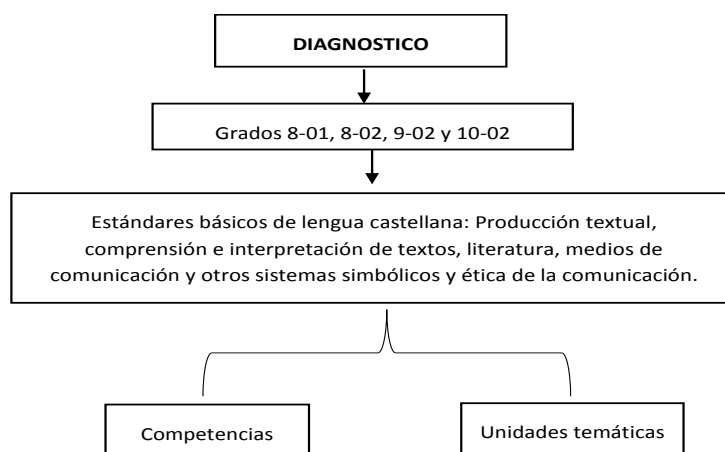 DIAGNOSTICO
Grados 8-01, 8-02, 9-02 y 10-02
Estándares básicos de lengua castellana: Producción textual,
comprensión e interpretación de textos, literatura, medios de
comunicación y otros sistemas simbólicos y ética de la comunicación.
Competencias
Unidades temáticas